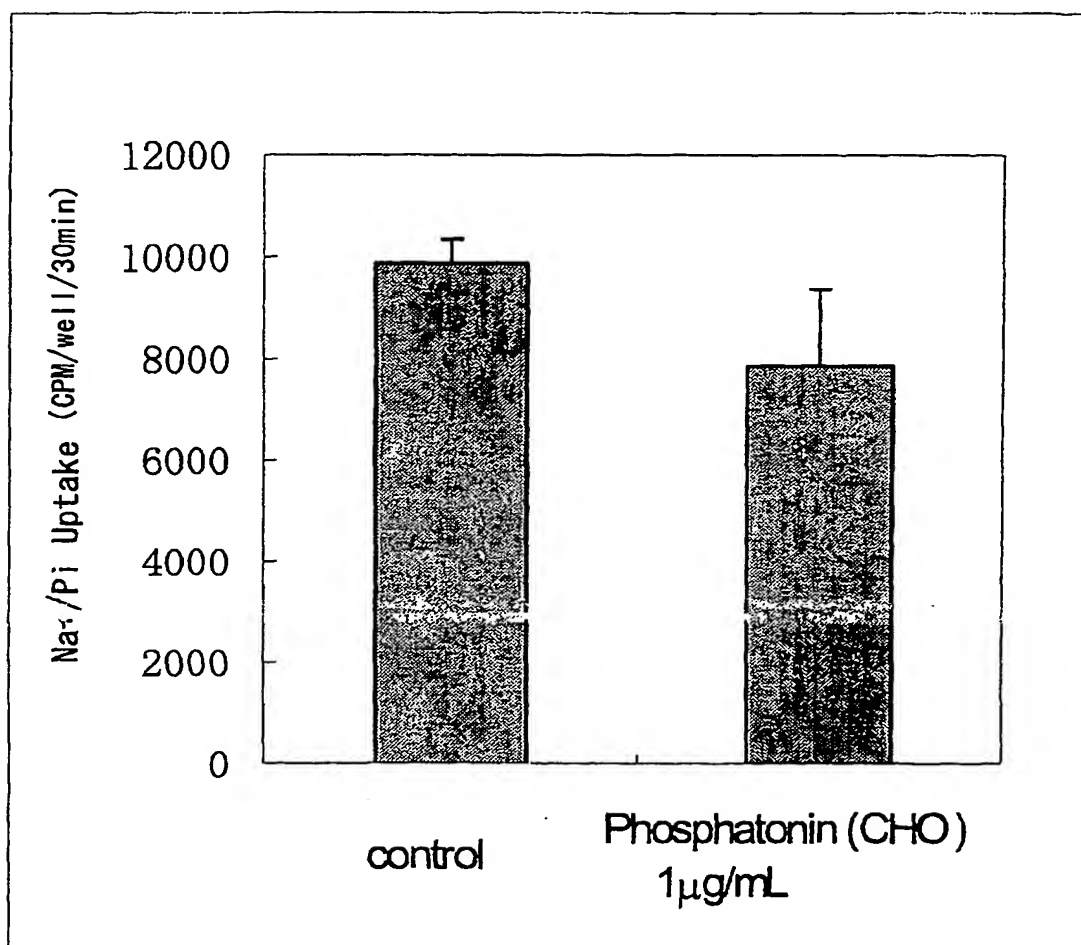 12000
10000
8000
6000
4000
2000
0
Na⁺/Pi Uptake (CPM/well/30min)
control
Phosphatonin (CHO)
1μg/mL